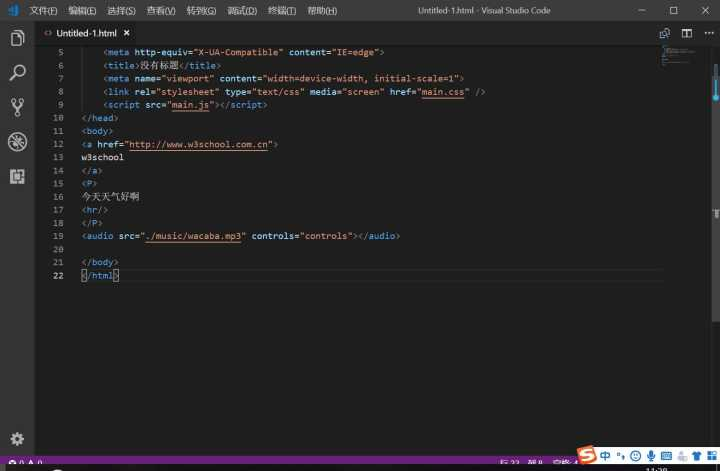 文件(F) 编辑(E) 选择(S) 查看(V) 转到(G) 调试(D) 终端(T) 帮助(H) Untitled-1.html - Visual Studio Code
<> Untitled-1.html ×
5 <meta http-equiv="X-UA-Compatible" content="IE=edge">
6 <title>没有标题</title>
7 <meta name="viewport" content="width=device-width, initial-scale=1">
8 <link rel="stylesheet" type="text/css" media="screen" href="main.css" />
9 <script src="main.js"></script>
10 </head>
11 <body>
12 <a href="http://www.w3school.com.cn">
13 w3school
14 </a>
15 <P>
16 今天天气好啊
17 <hr/>
18 </P>
19 <audio src="./music/wacaba.mp3" controls="controls"></audio>
20
21 </body>
22 </html>
0 0 行 22, 列 8 空格: 4
S 中